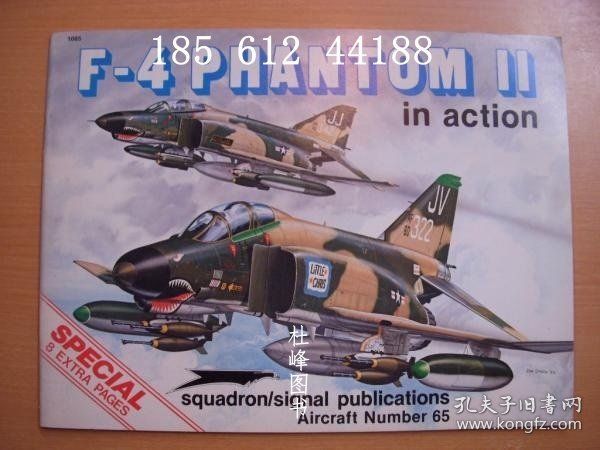 1065
185 612 44188
F-4 PHANTOM II
in action
JJ
JV
322
LiTTLE CHRIS
SPECIAL
8 EXTRA PAGES
杜峰图书
squadron/signal publications
Aircraft Number 65
孔夫子旧书网
kongfz.com